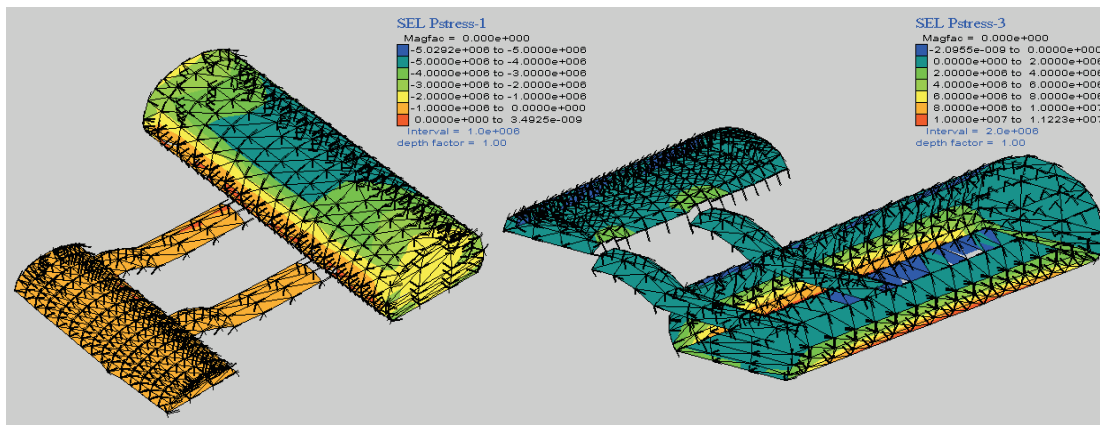 SEL Pstress-1
Magfac = 0.000e+000
-5.0292e+006 to -5.0000e+006
-5.0000e+006 to -4.0000e+006
-4.0000e+006 to -3.0000e+006
-3.0000e+006 to -2.0000e+006
-2.0000e+006 to -1.0000e+006
-1.0000e+006 to 0.0000e+000
0.0000e+000 to 3.4925e-009
Interval = 1.0e+006
depth factor = 1.00
SEL Pstress-3
Magfac = 0.000e+000
-2.0955e-009 to 0.0000e+000
0.0000e+000 to 2.0000e+006
2.0000e+006 to 4.0000e+006
4.0000e+006 to 6.0000e+006
6.0000e+006 to 8.0000e+006
8.0000e+006 to 1.0000e+007
1.0000e+007 to 1.1223e+007
Interval = 2.0e+006
depth factor = 1.00